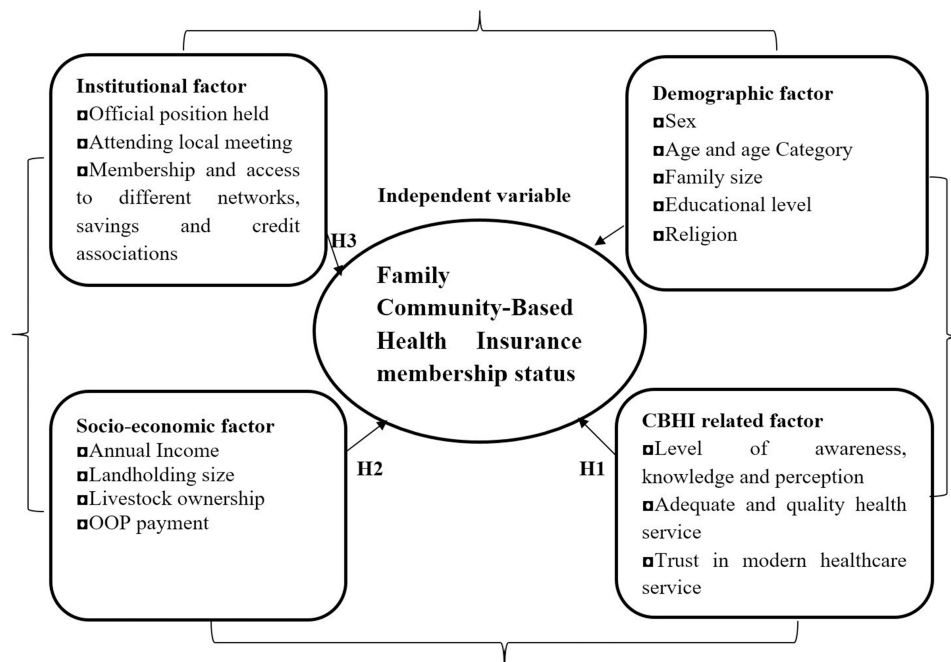 Institutional factor
◘Official position held
◘Attending local meeting
◘Membership and access
to different networks,
savings and credit
associations
Demographic factor
◘Sex
◘Age and age Category
◘Family size
◘Educational level
◘Religion
Independent variable
H3
Family
Community-Based
Health Insurance
membership status
Socio-economic factor
◘Annual Income
◘Landholding size
◘Livestock ownership
◘OOP payment
H2
H1
CBHI related factor
◘Level of awareness,
knowledge and perception
◘Adequate and quality health
service
◘Trust in modern healthcare
service